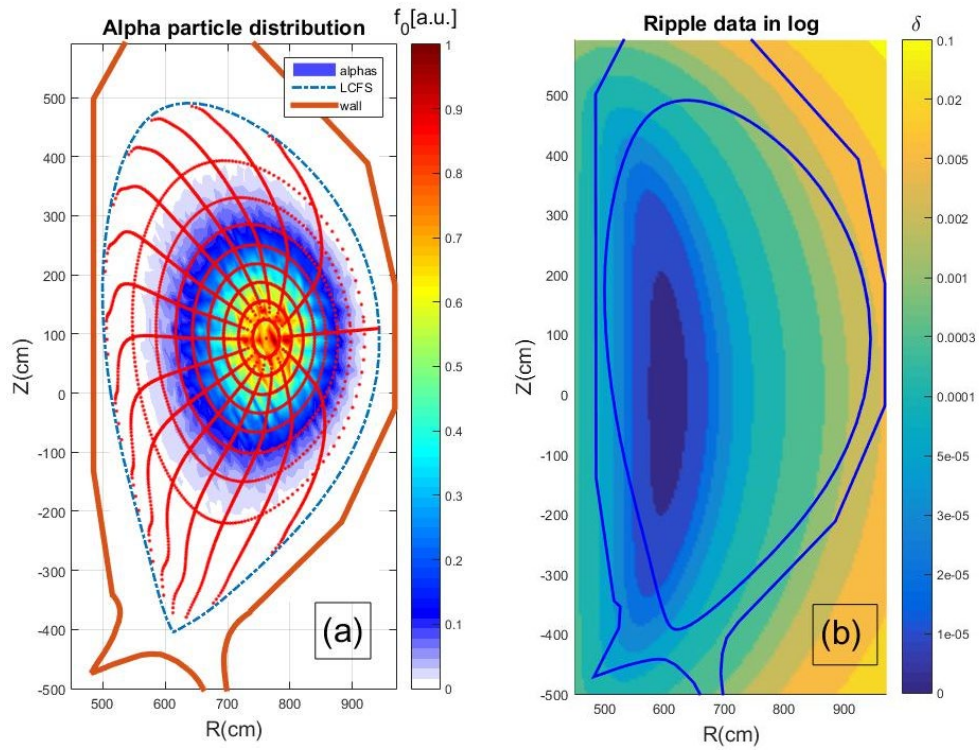 Alpha particle distribution
f₀[a.u.]
alphas
LCFS
wall
500
400
300
200
100
0
-100
-200
-300
-400
-500
Z(cm)
500 600 700 800 900
R(cm)
(a)
1
0.9
0.8
0.7
0.6
0.5
0.4
0.3
0.2
0.1
0
Ripple data in log
δ
500
400
300
200
100
0
-100
-200
-300
-400
-500
Z(cm)
500 600 700 800 900
R(cm)
(b)
0.1
0.02
0.005
0.002
0.001
0.0003
0.0001
5e-05
3e-05
2e-05
1e-05
0